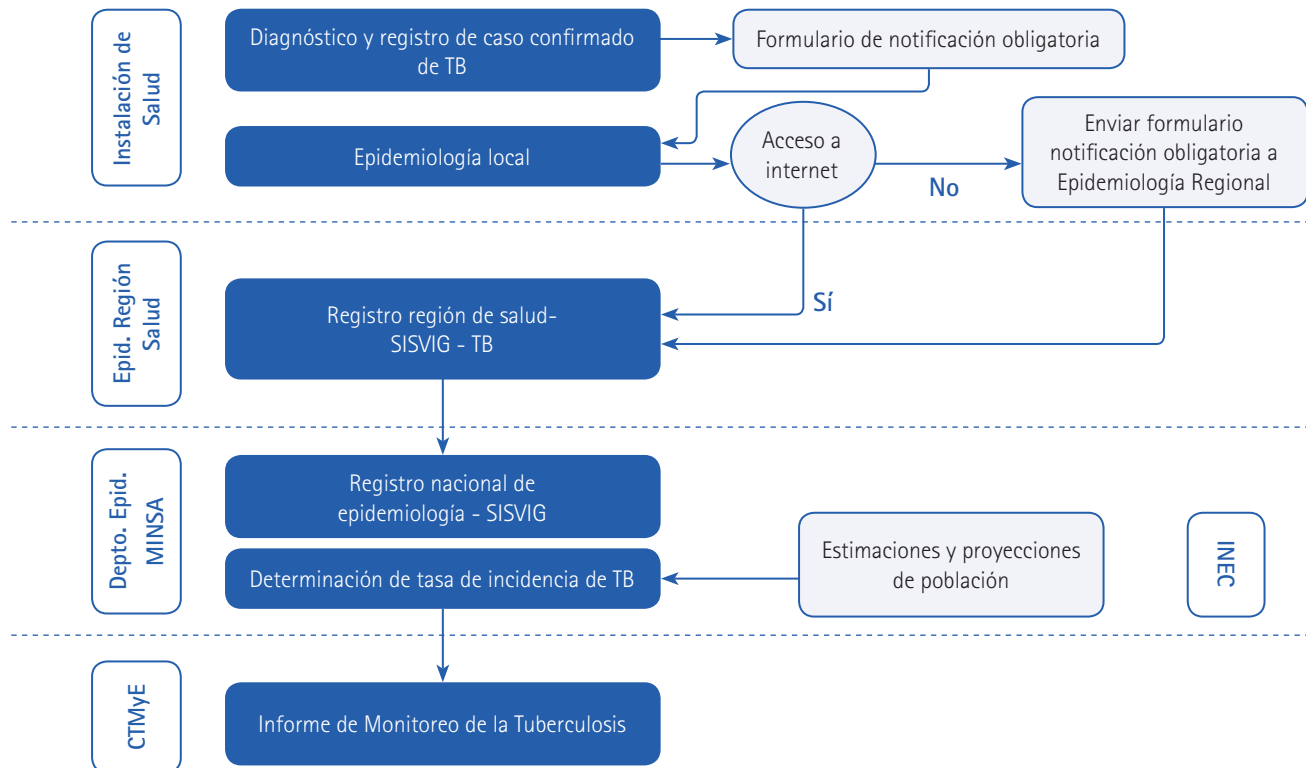 Instalación de
Salud
Diagnóstico y registro de caso confirmado
de TB
Formulario de notificación obligatoria
Epidemiología local
Acceso a
internet
No
Enviar formulario
notificación obligatoria a
Epidemiología Regional
Epid. Región
Salud
Registro región de salud-
SISVIG - TB
Sí
Depto. Epid.
MINSA
Registro nacional de
epidemiología - SISVIG
Determinación de tasa de incidencia de TB
Estimaciones y proyecciones
de población
INEC
CTMyE
Informe de Monitoreo de la Tuberculosis